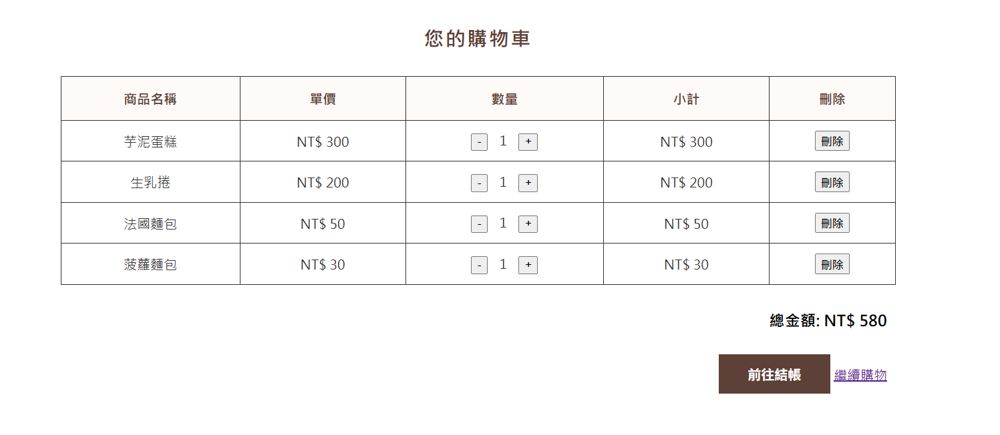 您的購物車
商品名稱 單價 數量 小計 刪除
芋泥蛋糕 NT$ 300 - 1 + NT$ 300 刪除
生乳捲 NT$ 200 - 1 + NT$ 200 刪除
法國麵包 NT$ 50 - 1 + NT$ 50 刪除
菠蘿麵包 NT$ 30 - 1 + NT$ 30 刪除
總金額: NT$ 580
前往結帳 繼續購物